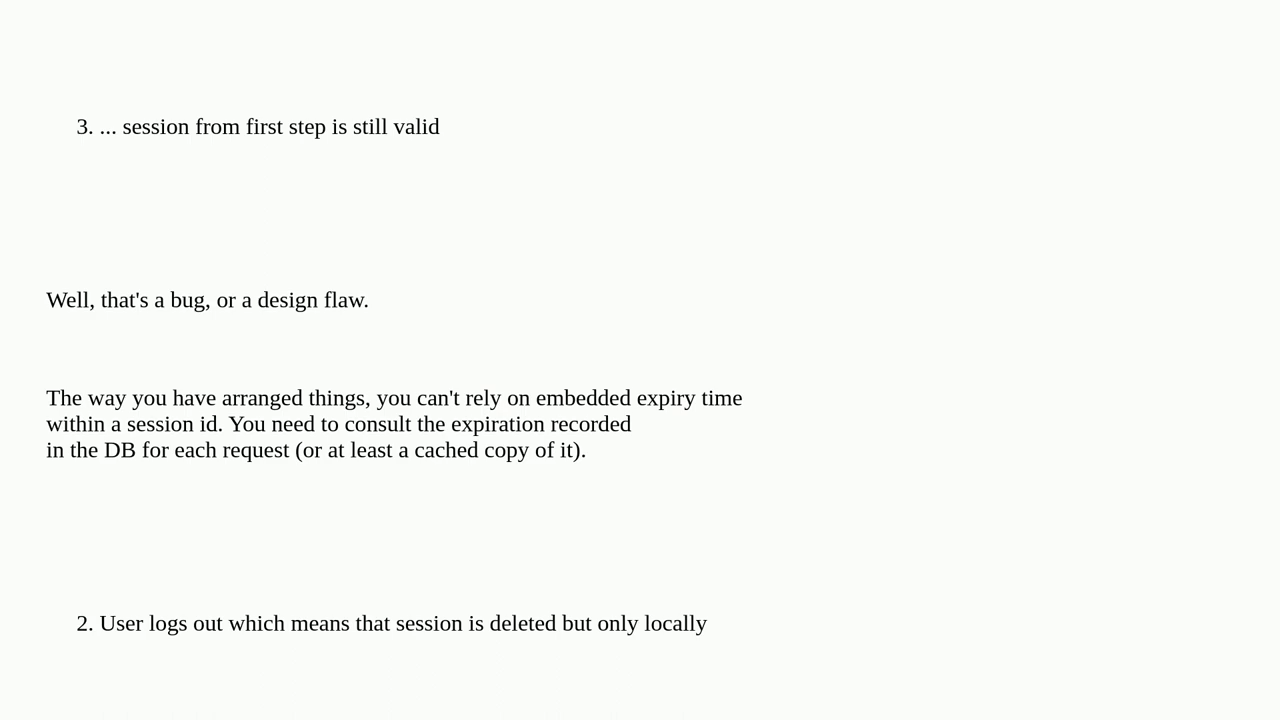 3. ... session from first step is still valid
Well, that's a bug, or a design flaw.
The way you have arranged things, you can't rely on embedded expiry time
within a session id. You need to consult the expiration recorded
in the DB for each request (or at least a cached copy of it).
2. User logs out which means that session is deleted but only locally